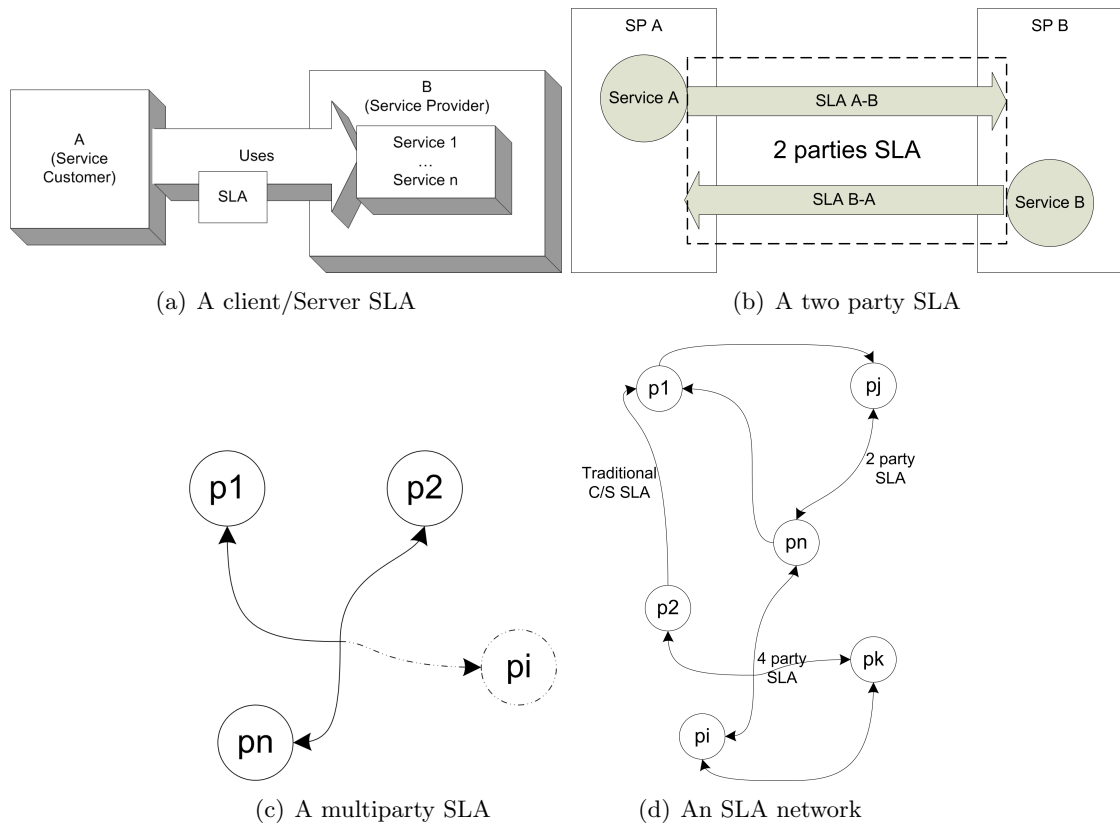 A
(Service
Customer)
Uses
SLA
B
(Service Provider)
Service 1
...
Service n
(a) A client/Server SLA
SP A
SP B
Service A
SLA A-B
2 parties SLA
SLA B-A
Service B
(b) A two party SLA
p1
p2
pi
pn
(c) A multiparty SLA
p1
pj
Traditional
C/S SLA
2 party
SLA
pn
p2
4 party
SLA
pk
pi
(d) An SLA network